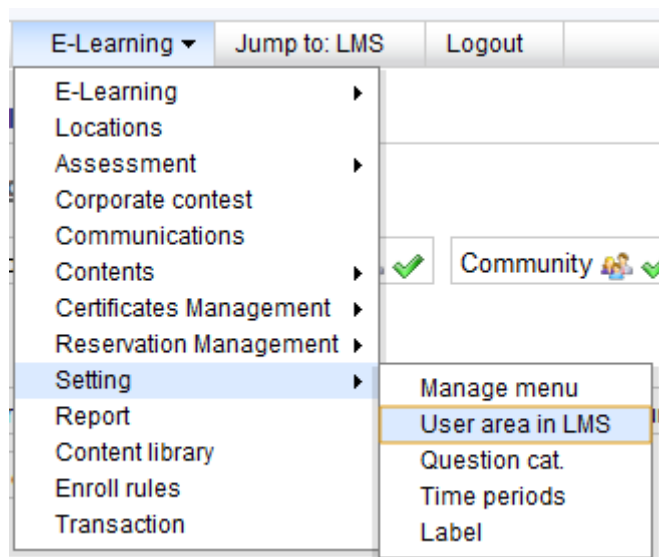 E-Learning Jump to: LMS Logout
E-Learning
Locations
Assessment
Corporate contest
Communications
Contents
Community
Certificates Management
Reservation Management
Setting
Manage menu
Report
User area in LMS
Content library
Question cat.
Enroll rules
Time periods
Transaction
Label